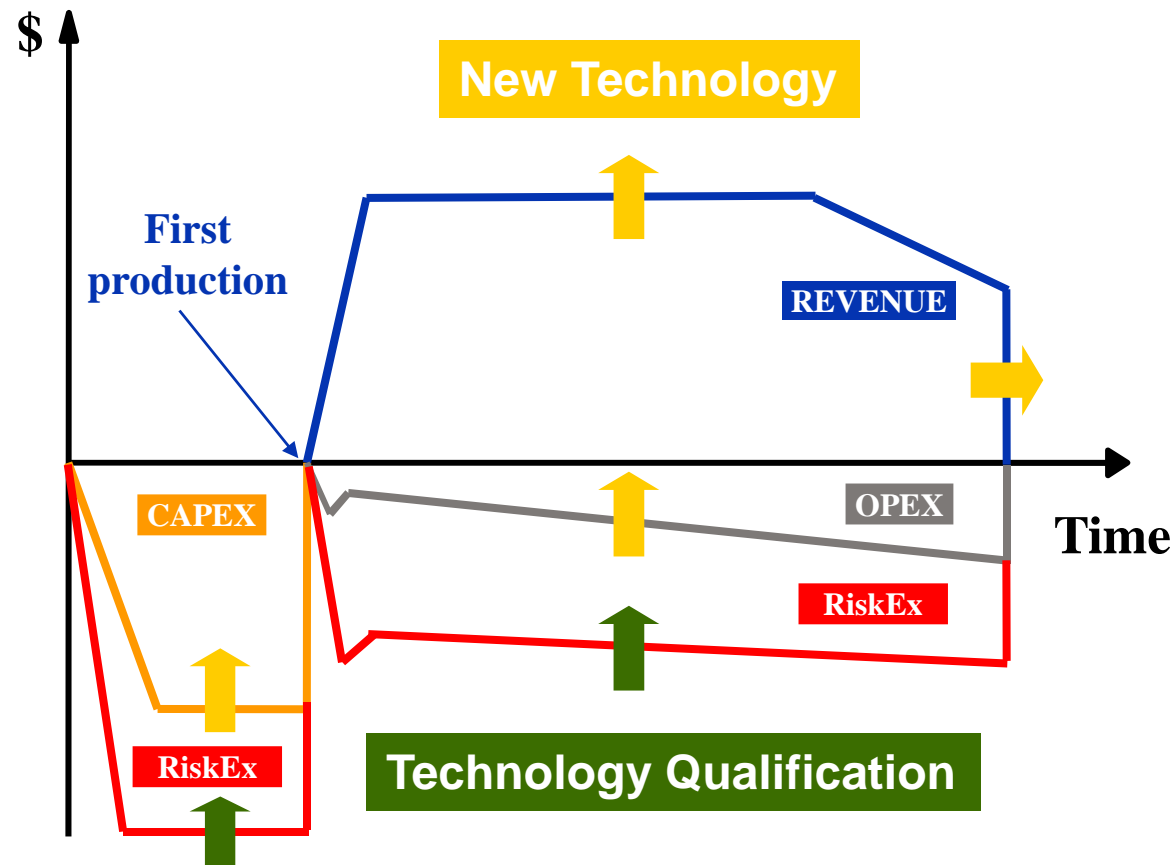 $
New Technology
First
production
REVENUE
CAPEX
OPEX
Time
RiskEx
RiskEx
Technology Qualification